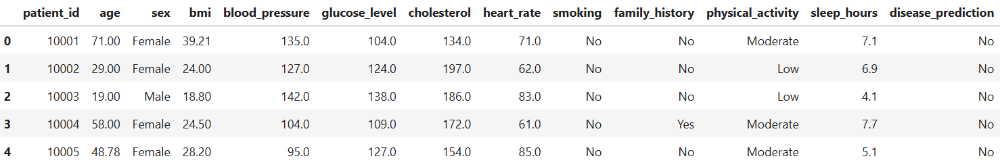 patient_id age sex bmi blood_pressure glucose_level cholesterol heart_rate smoking family_history physical_activity sleep_hours disease_prediction
0 10001 71.00 Female 39.21 135.0 104.0 134.0 71.0 No No Moderate 7.1 No
1 10002 29.00 Female 24.00 127.0 124.0 197.0 62.0 No No Low 6.9 No
2 10003 19.00 Male 18.80 142.0 138.0 186.0 83.0 No No Low 4.1 No
3 10004 58.00 Female 24.50 104.0 109.0 172.0 61.0 No Yes Moderate 7.7 No
4 10005 48.78 Female 28.20 95.0 127.0 154.0 85.0 No No Moderate 5.1 No